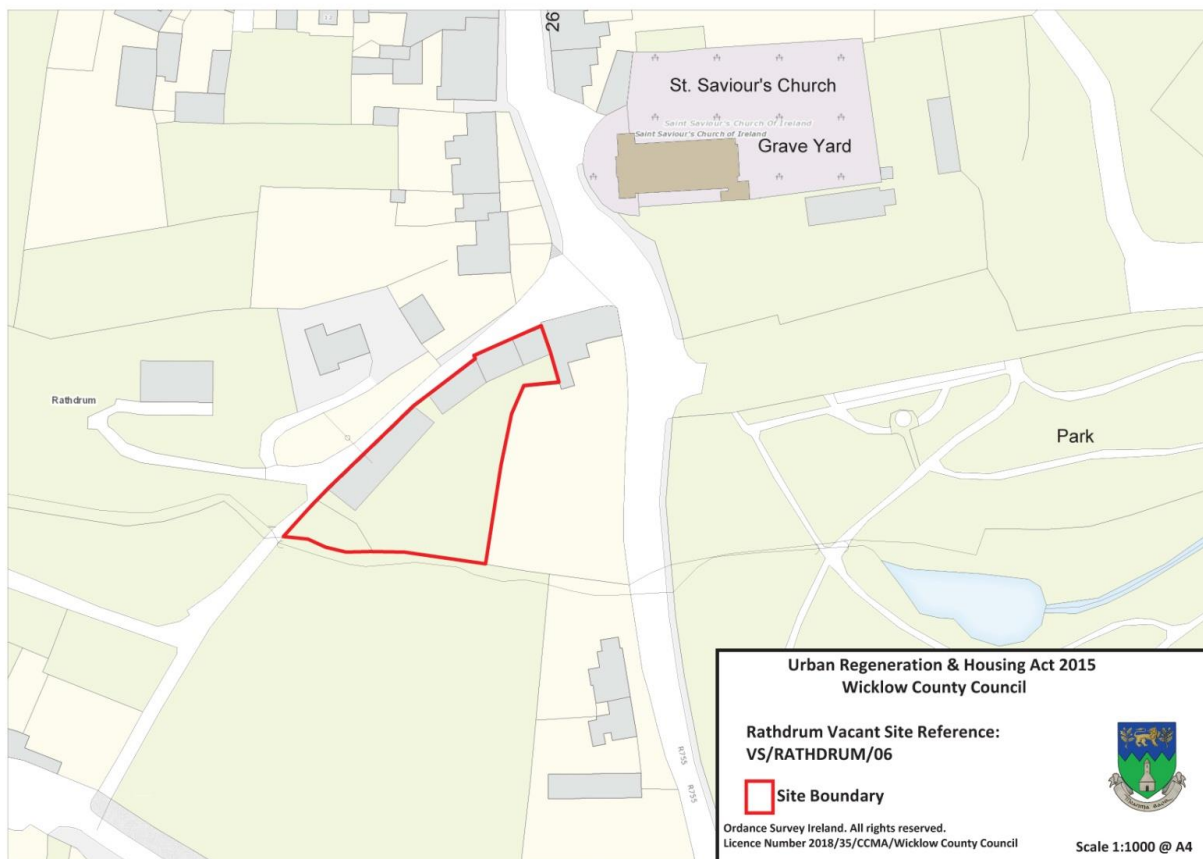 26
St. Saviour's Church
Saint Saviour's Church Of Ireland
Saint Saviour's Church of Ireland
Grave Yard
Rathdrum
Park
R755
R755
Urban Regeneration & Housing Act 2015
Wicklow County Council
Rathdrum Vacant Site Reference:
VS/RATHDRUM/06
Site Boundary
Ordance Survey Ireland. All rights reserved.
Licence Number 2018/35/CCMA/Wicklow County Council
Scale 1:1000 @ A4